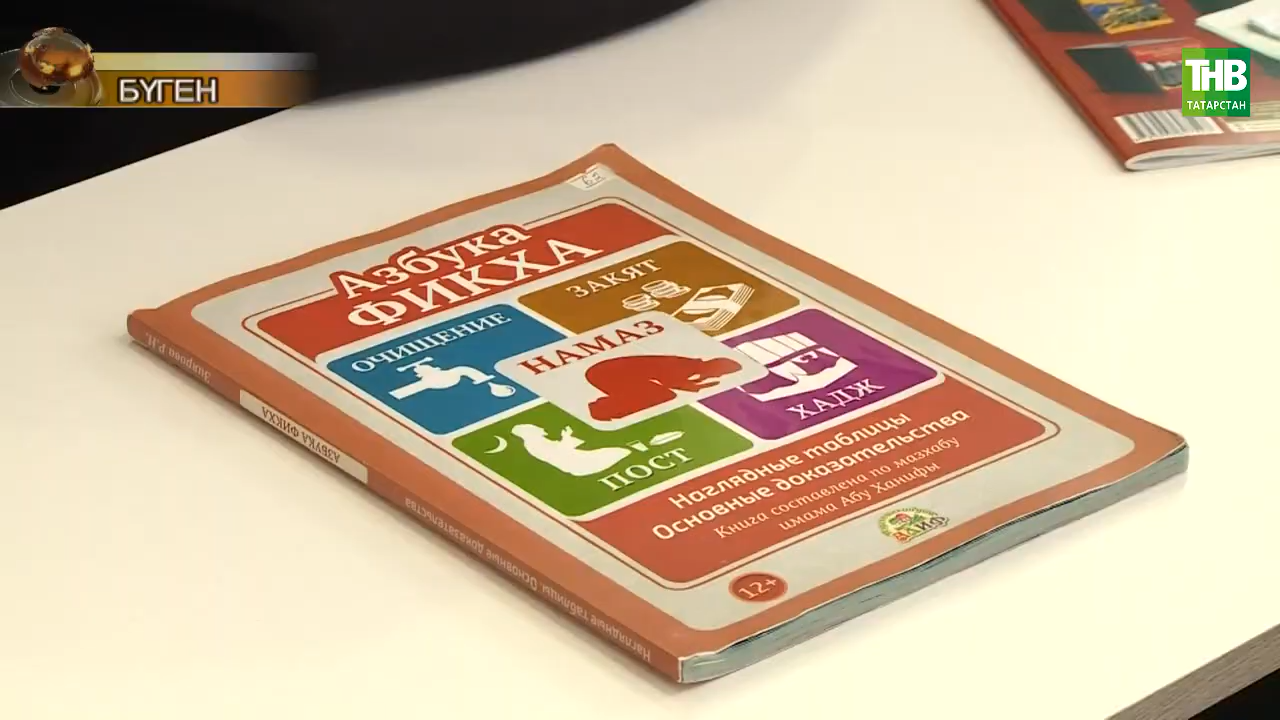 БҮГЕН
ТНВ
ТАТАРСТАН
Азбука
ФИКХА
ЗАКЯТ
ОЧИЩЕНИЕ
НАМАЗ
ХАДЖ
ПОСТ
Наглядные таблицы
Основные доказательства
Книга составлена по мазхабу
имама Абу Ханифы
АЛИФ
12+
АЗБУКА ФИКХА
Наглядные таблицы. Основные доказательства